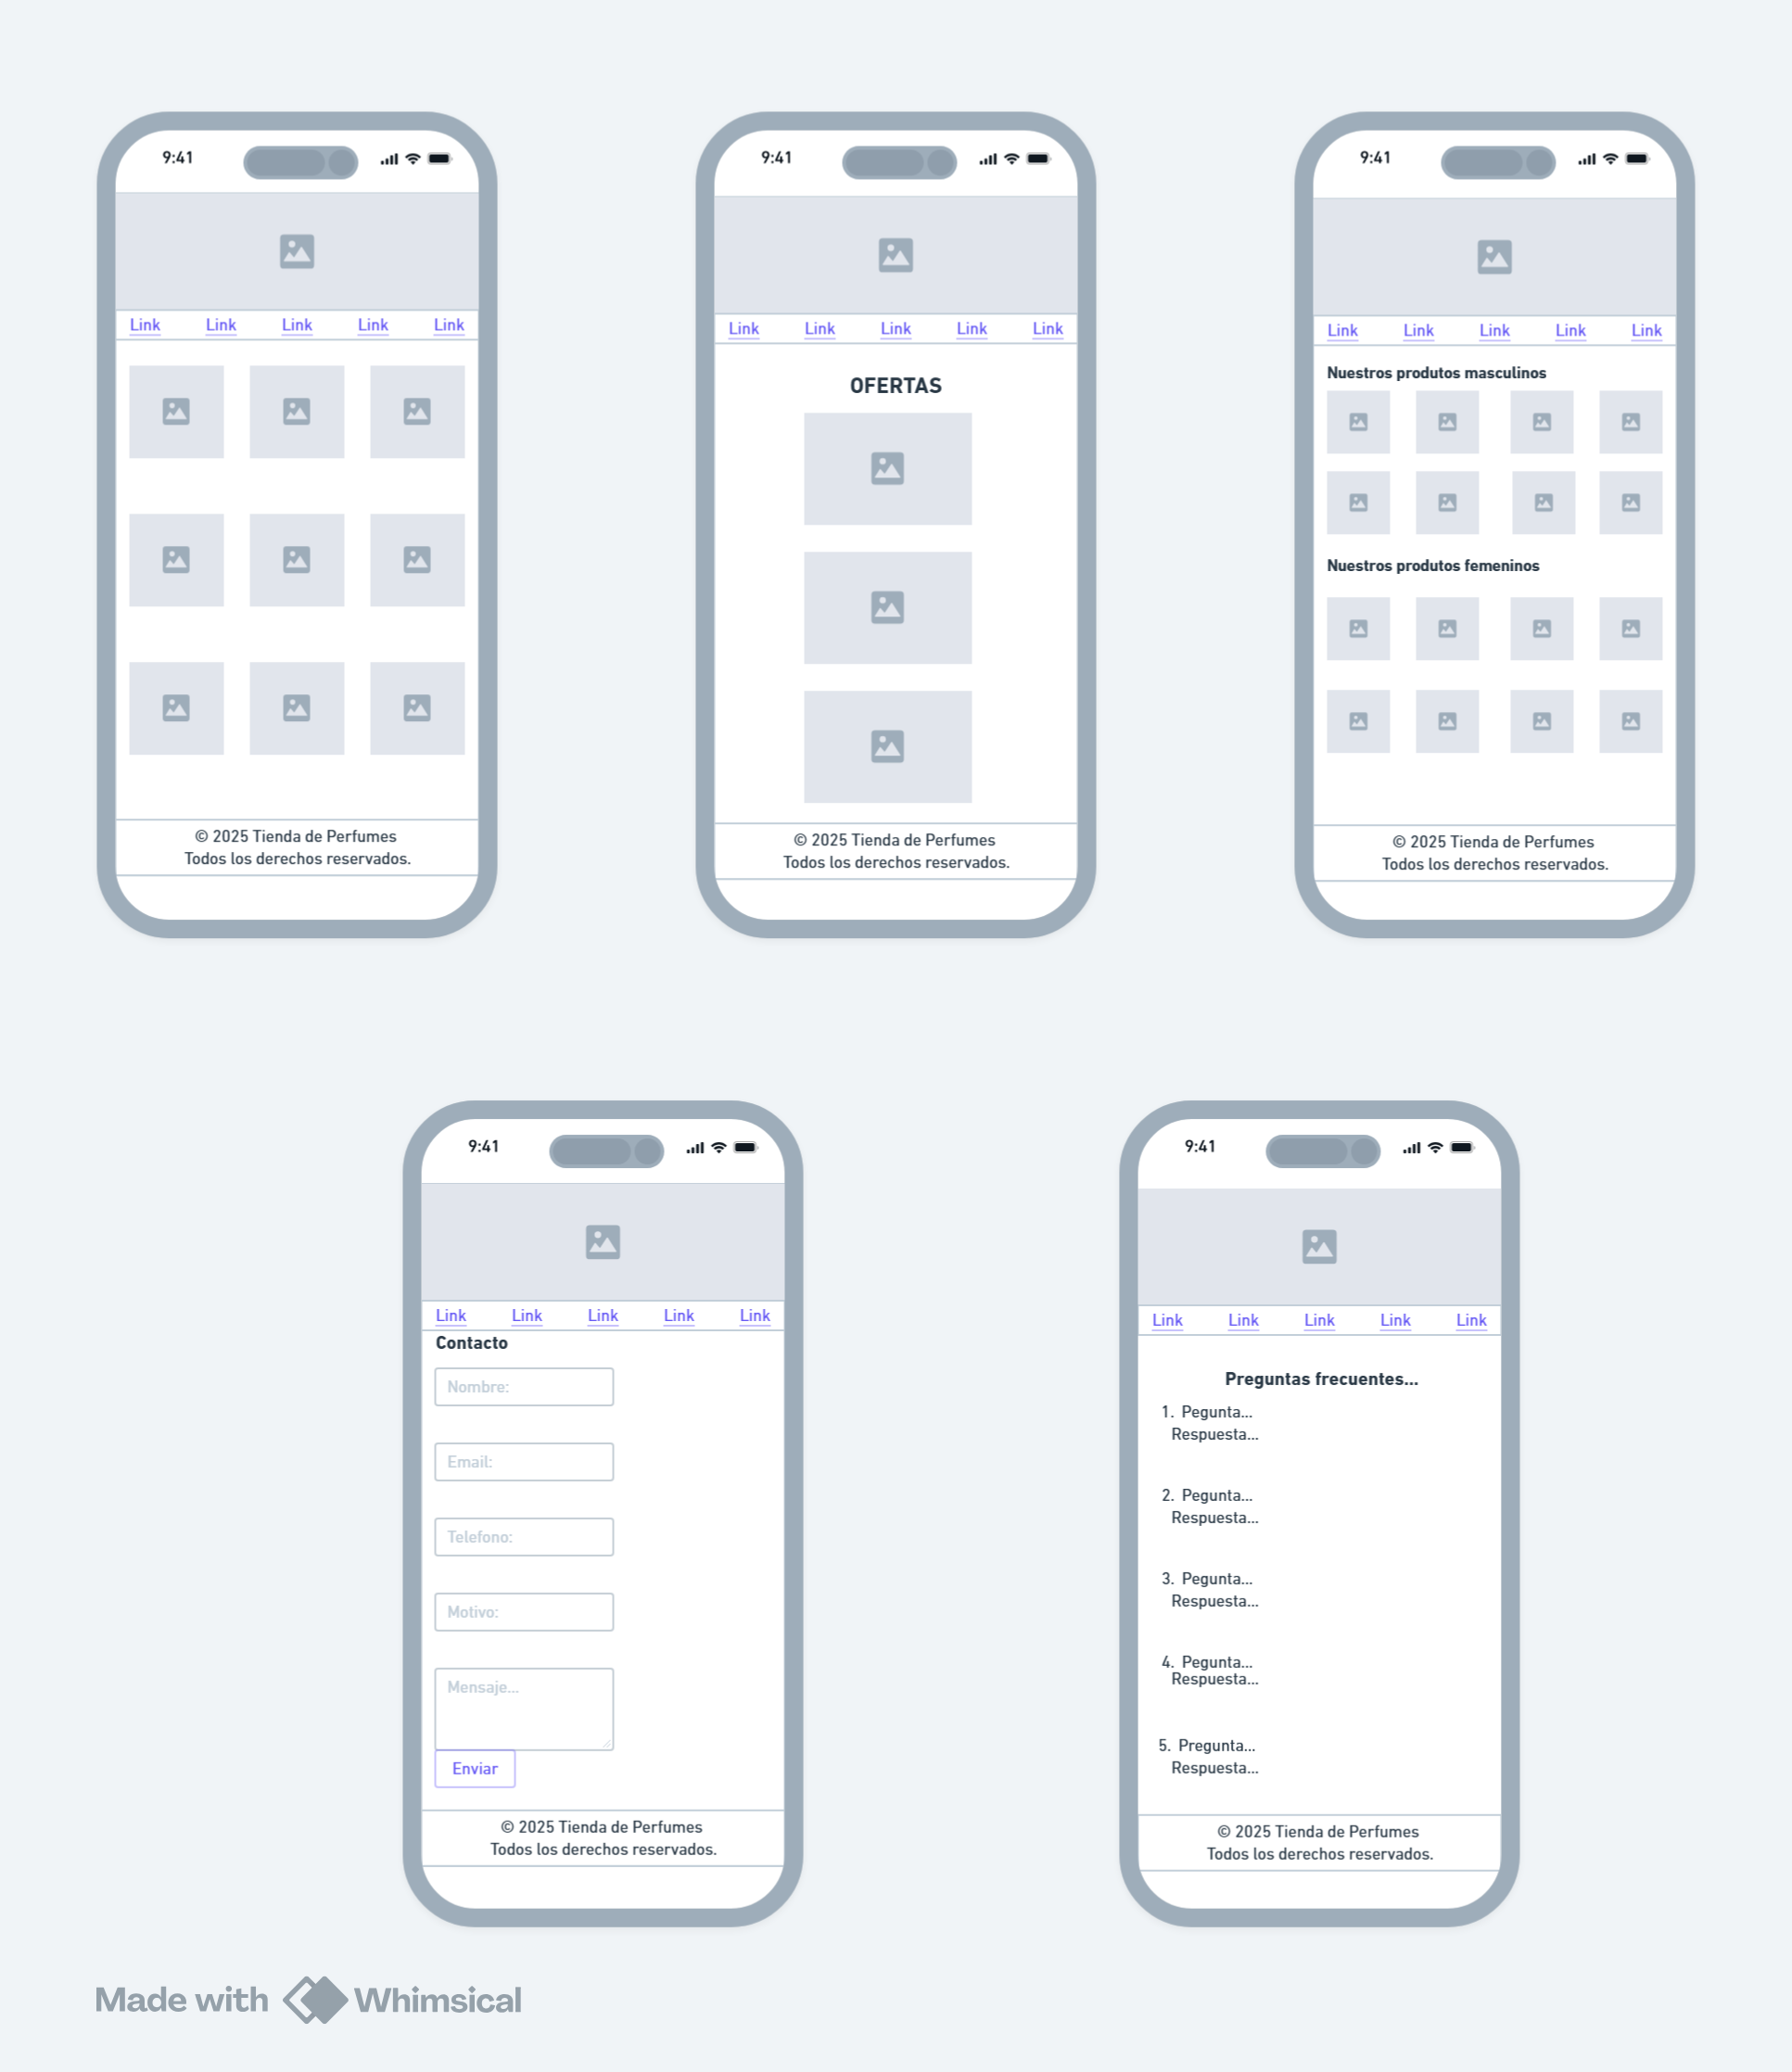 9:41
Link Link Link Link Link
© 2025 Tienda de Perfumes
Todos los derechos reservados.
9:41
Link Link Link Link Link
OFERTAS
© 2025 Tienda de Perfumes
Todos los derechos reservados.
9:41
Link Link Link Link Link
Nuestros produtos masculinos
Nuestros produtos femeninos
© 2025 Tienda de Perfumes
Todos los derechos reservados.
9:41
Link Link Link Link Link
Contacto
Nombre:
Email:
Telefono:
Motivo:
Mensaje...
Enviar
© 2025 Tienda de Perfumes
Todos los derechos reservados.
9:41
Link Link Link Link Link
Preguntas frecuentes...
1. Pegunta...
Respuesta...
2. Pegunta...
Respuesta...
3. Pegunta...
Respuesta...
4. Pegunta...
Respuesta...
5. Pregunta...
Respuesta...
© 2025 Tienda de Perfumes
Todos los derechos reservados.
Made with Whimsical